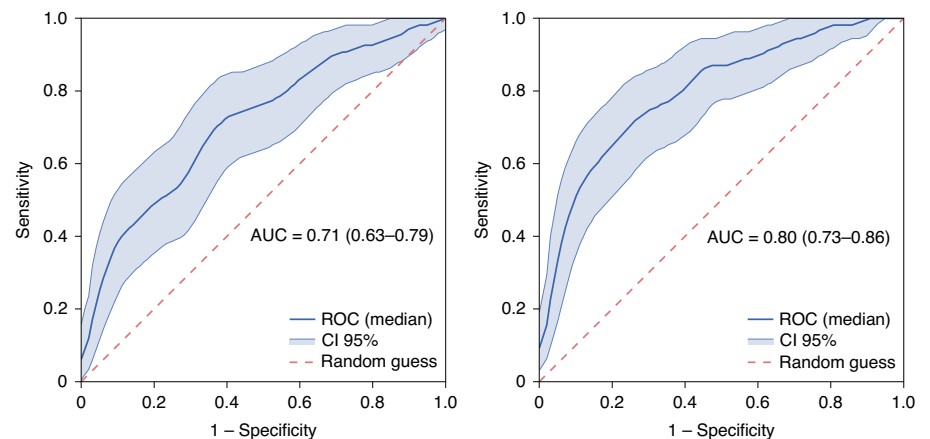 1.0
0.8
0.6
0.4
0.2
0
Sensitivity
AUC = 0.71 (0.63–0.79)
ROC (median)
CI 95%
Random guess
0
0.2
0.4
0.6
0.8
1.0
1 – Specificity
1.0
0.8
0.6
0.4
0.2
0
Sensitivity
AUC = 0.80 (0.73–0.86)
ROC (median)
CI 95%
Random guess
0
0.2
0.4
0.6
0.8
1.0
1 – Specificity